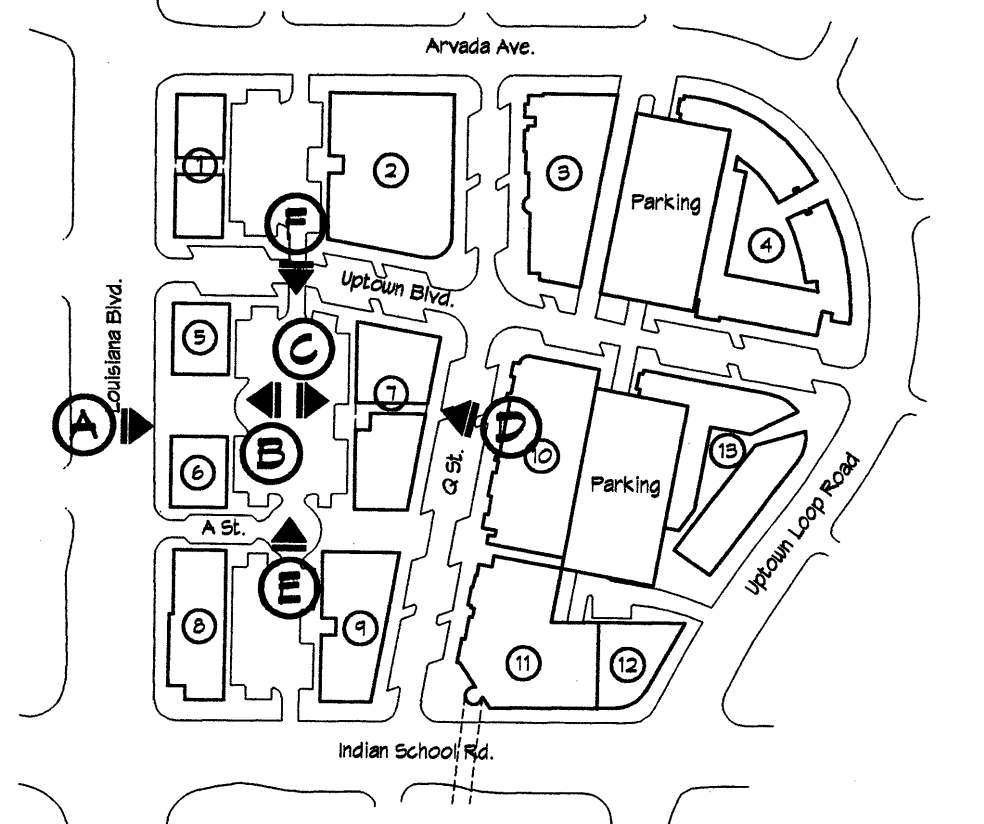 Arvada Ave.
1
2
3
Parking
4
F
Uptown Blvd.
Louisiana Blvd.
5
C
7
A
B
D
10
6
Q St.
13
Parking
A St.
Uptown Loop Road
E
8
9
11
12
Indian School Rd.